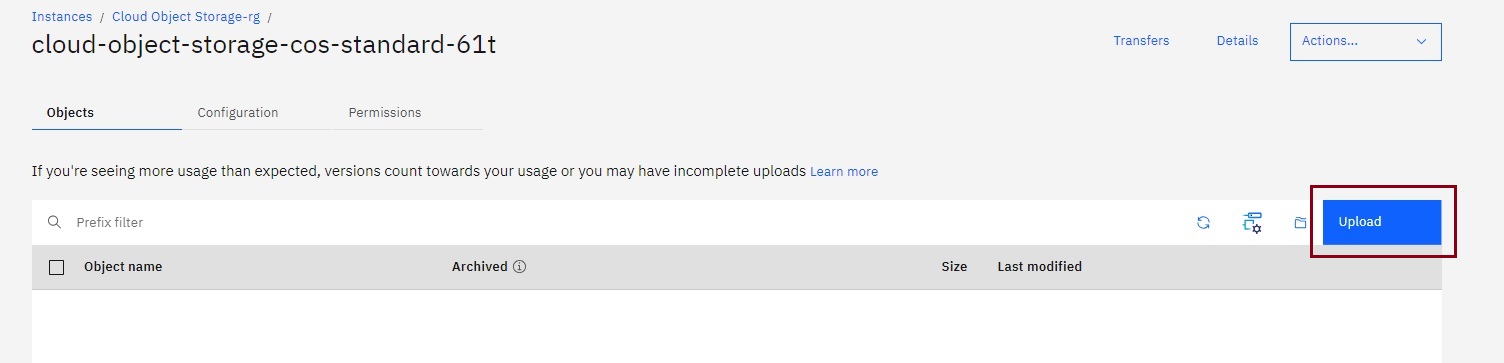 Instances / Cloud Object Storage-rg /
cloud-object-storage-cos-standard-61t
Transfers Details Actions...
Objects Configuration Permissions
If you're seeing more usage than expected, versions count towards your usage or you may have incomplete uploads Learn more
Prefix filter Upload
Object name Archived Size Last modified